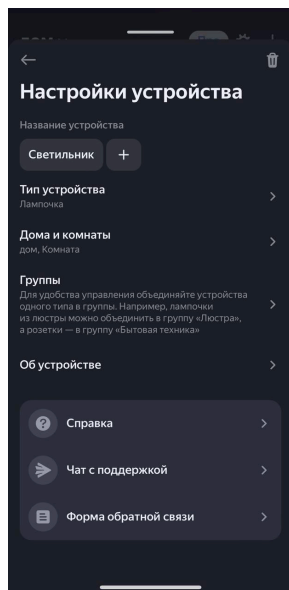 Настройки устройства
Название устройства
Светильник +
Тип устройства
Лампочка
Дома и комнаты
дом, Комната
Группы
Для удобства управления объединяйте устройства
одного типа в группы. Например, лампочки
из люстры можно объединить в группу «Люстра»,
а розетки — в группу «Бытовая техника»
Об устройстве
Справка
Чат с поддержкой
Форма обратной связи